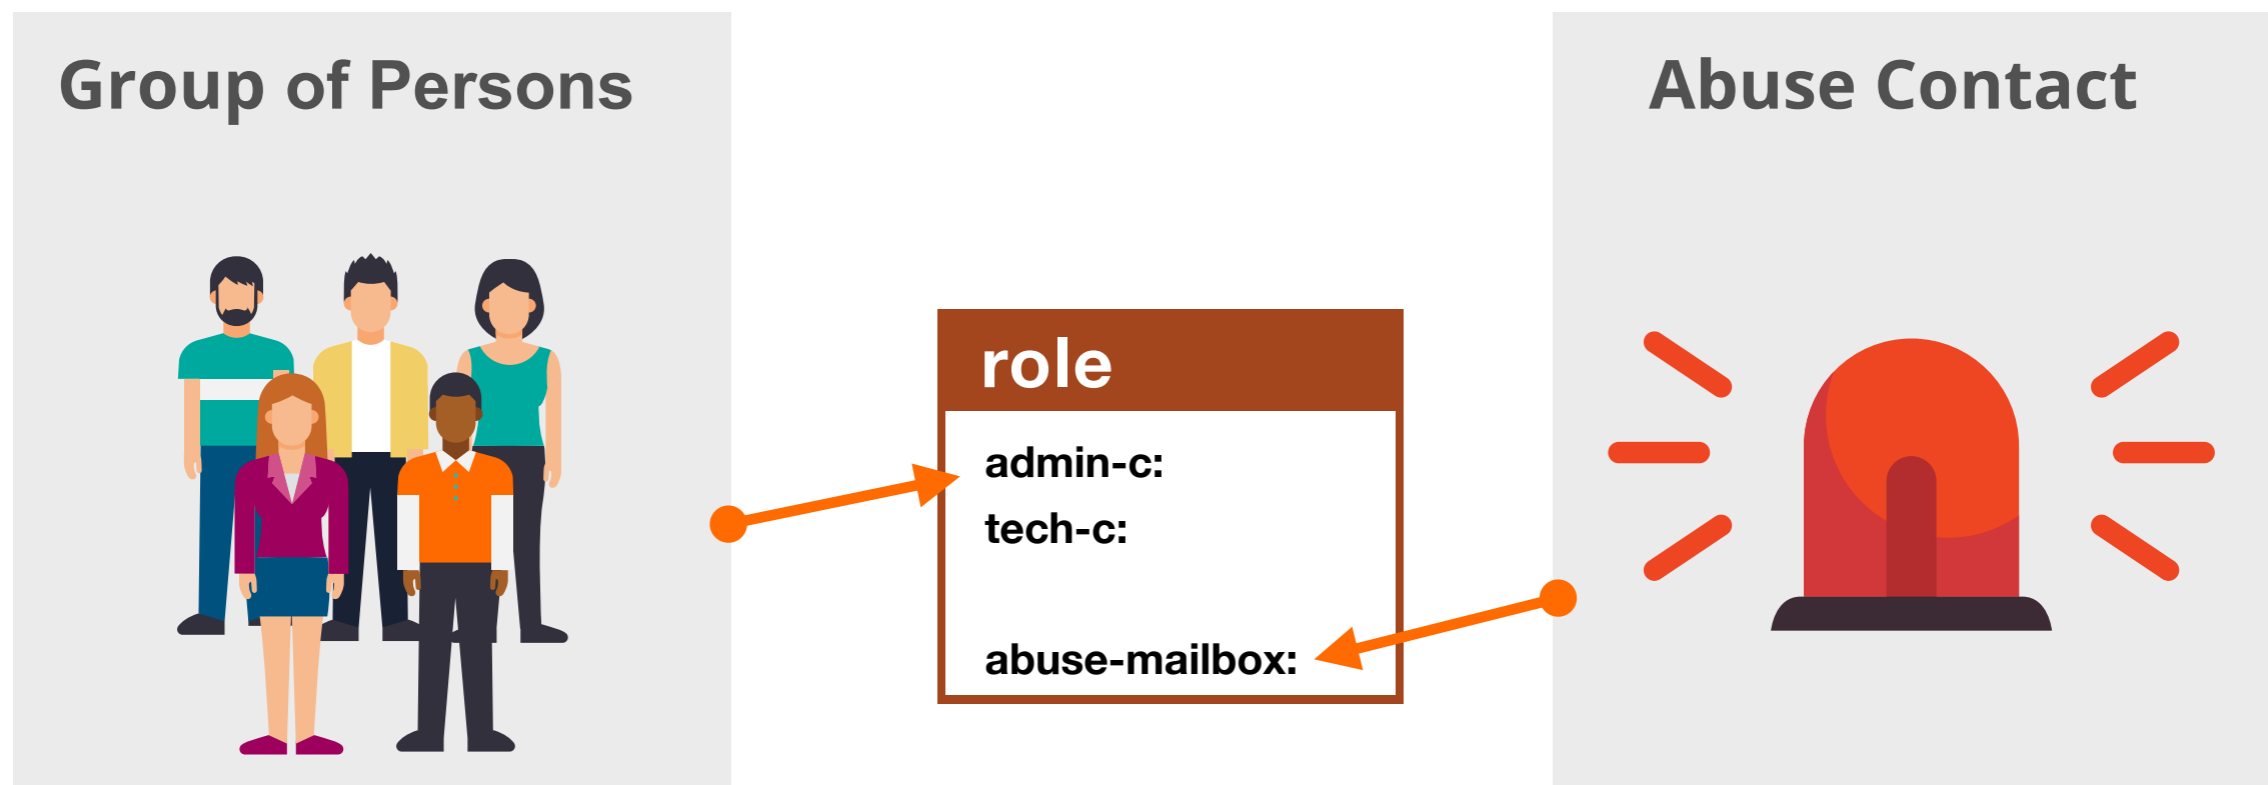 Group of Persons
Abuse Contact
role
admin-c:
tech-c:
abuse-mailbox: